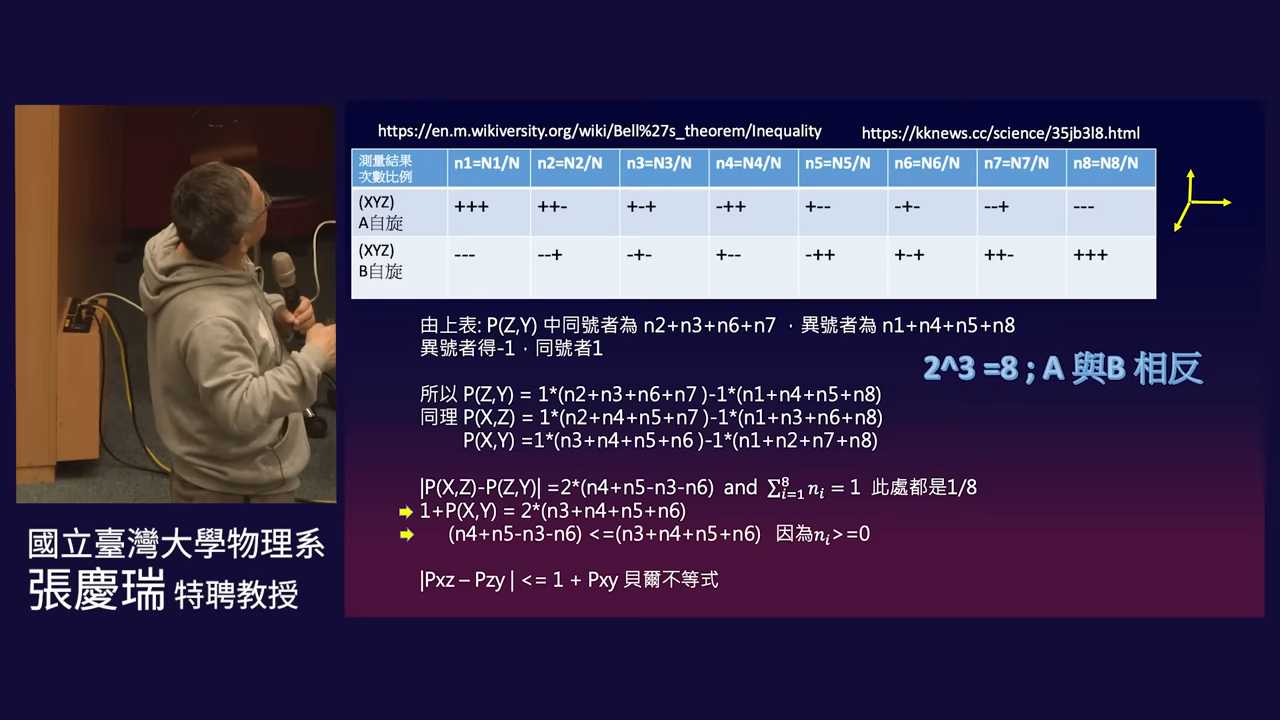 https://en.m.wikiversity.org/wiki/Bell%27s_theorem/Inequality
https://kknews.cc/science/35jb3l8.html
測量結果
次數比例
n1=N1/N n2=N2/N n3=N3/N n4=N4/N n5=N5/N n6=N6/N n7=N7/N n8=N8/N
(XYZ)
A自旋
+++ ++- +-+ -++ +-- -+- --+ ---
(XYZ)
B自旋
--- --+ -+- +-- -++ +-+ ++- +++
由上表: P(Z,Y) 中同號者為 n2+n3+n6+n7 ，異號者為 n1+n4+n5+n8
異號者得-1，同號者1
2^3 =8 ; A 與B 相反
所以 P(Z,Y) = 1*(n2+n3+n6+n7 )-1*(n1+n4+n5+n8)
同理 P(X,Z) = 1*(n2+n4+n5+n7 )-1*(n1+n3+n6+n8)
P(X,Y) =1*(n3+n4+n5+n6 )-1*(n1+n2+n7+n8)
|P(X,Z)-P(Z,Y)| =2*(n4+n5-n3-n6) and ∑_{i=1}^{8} n_i = 1 此處都是1/8
1+P(X,Y) = 2*(n3+n4+n5+n6)
(n4+n5-n3-n6) <=(n3+n4+n5+n6) 因為n_i>=0
|Pxz – Pzy | <= 1 + Pxy 貝爾不等式
國立臺灣大學物理系
張慶瑞 特聘教授